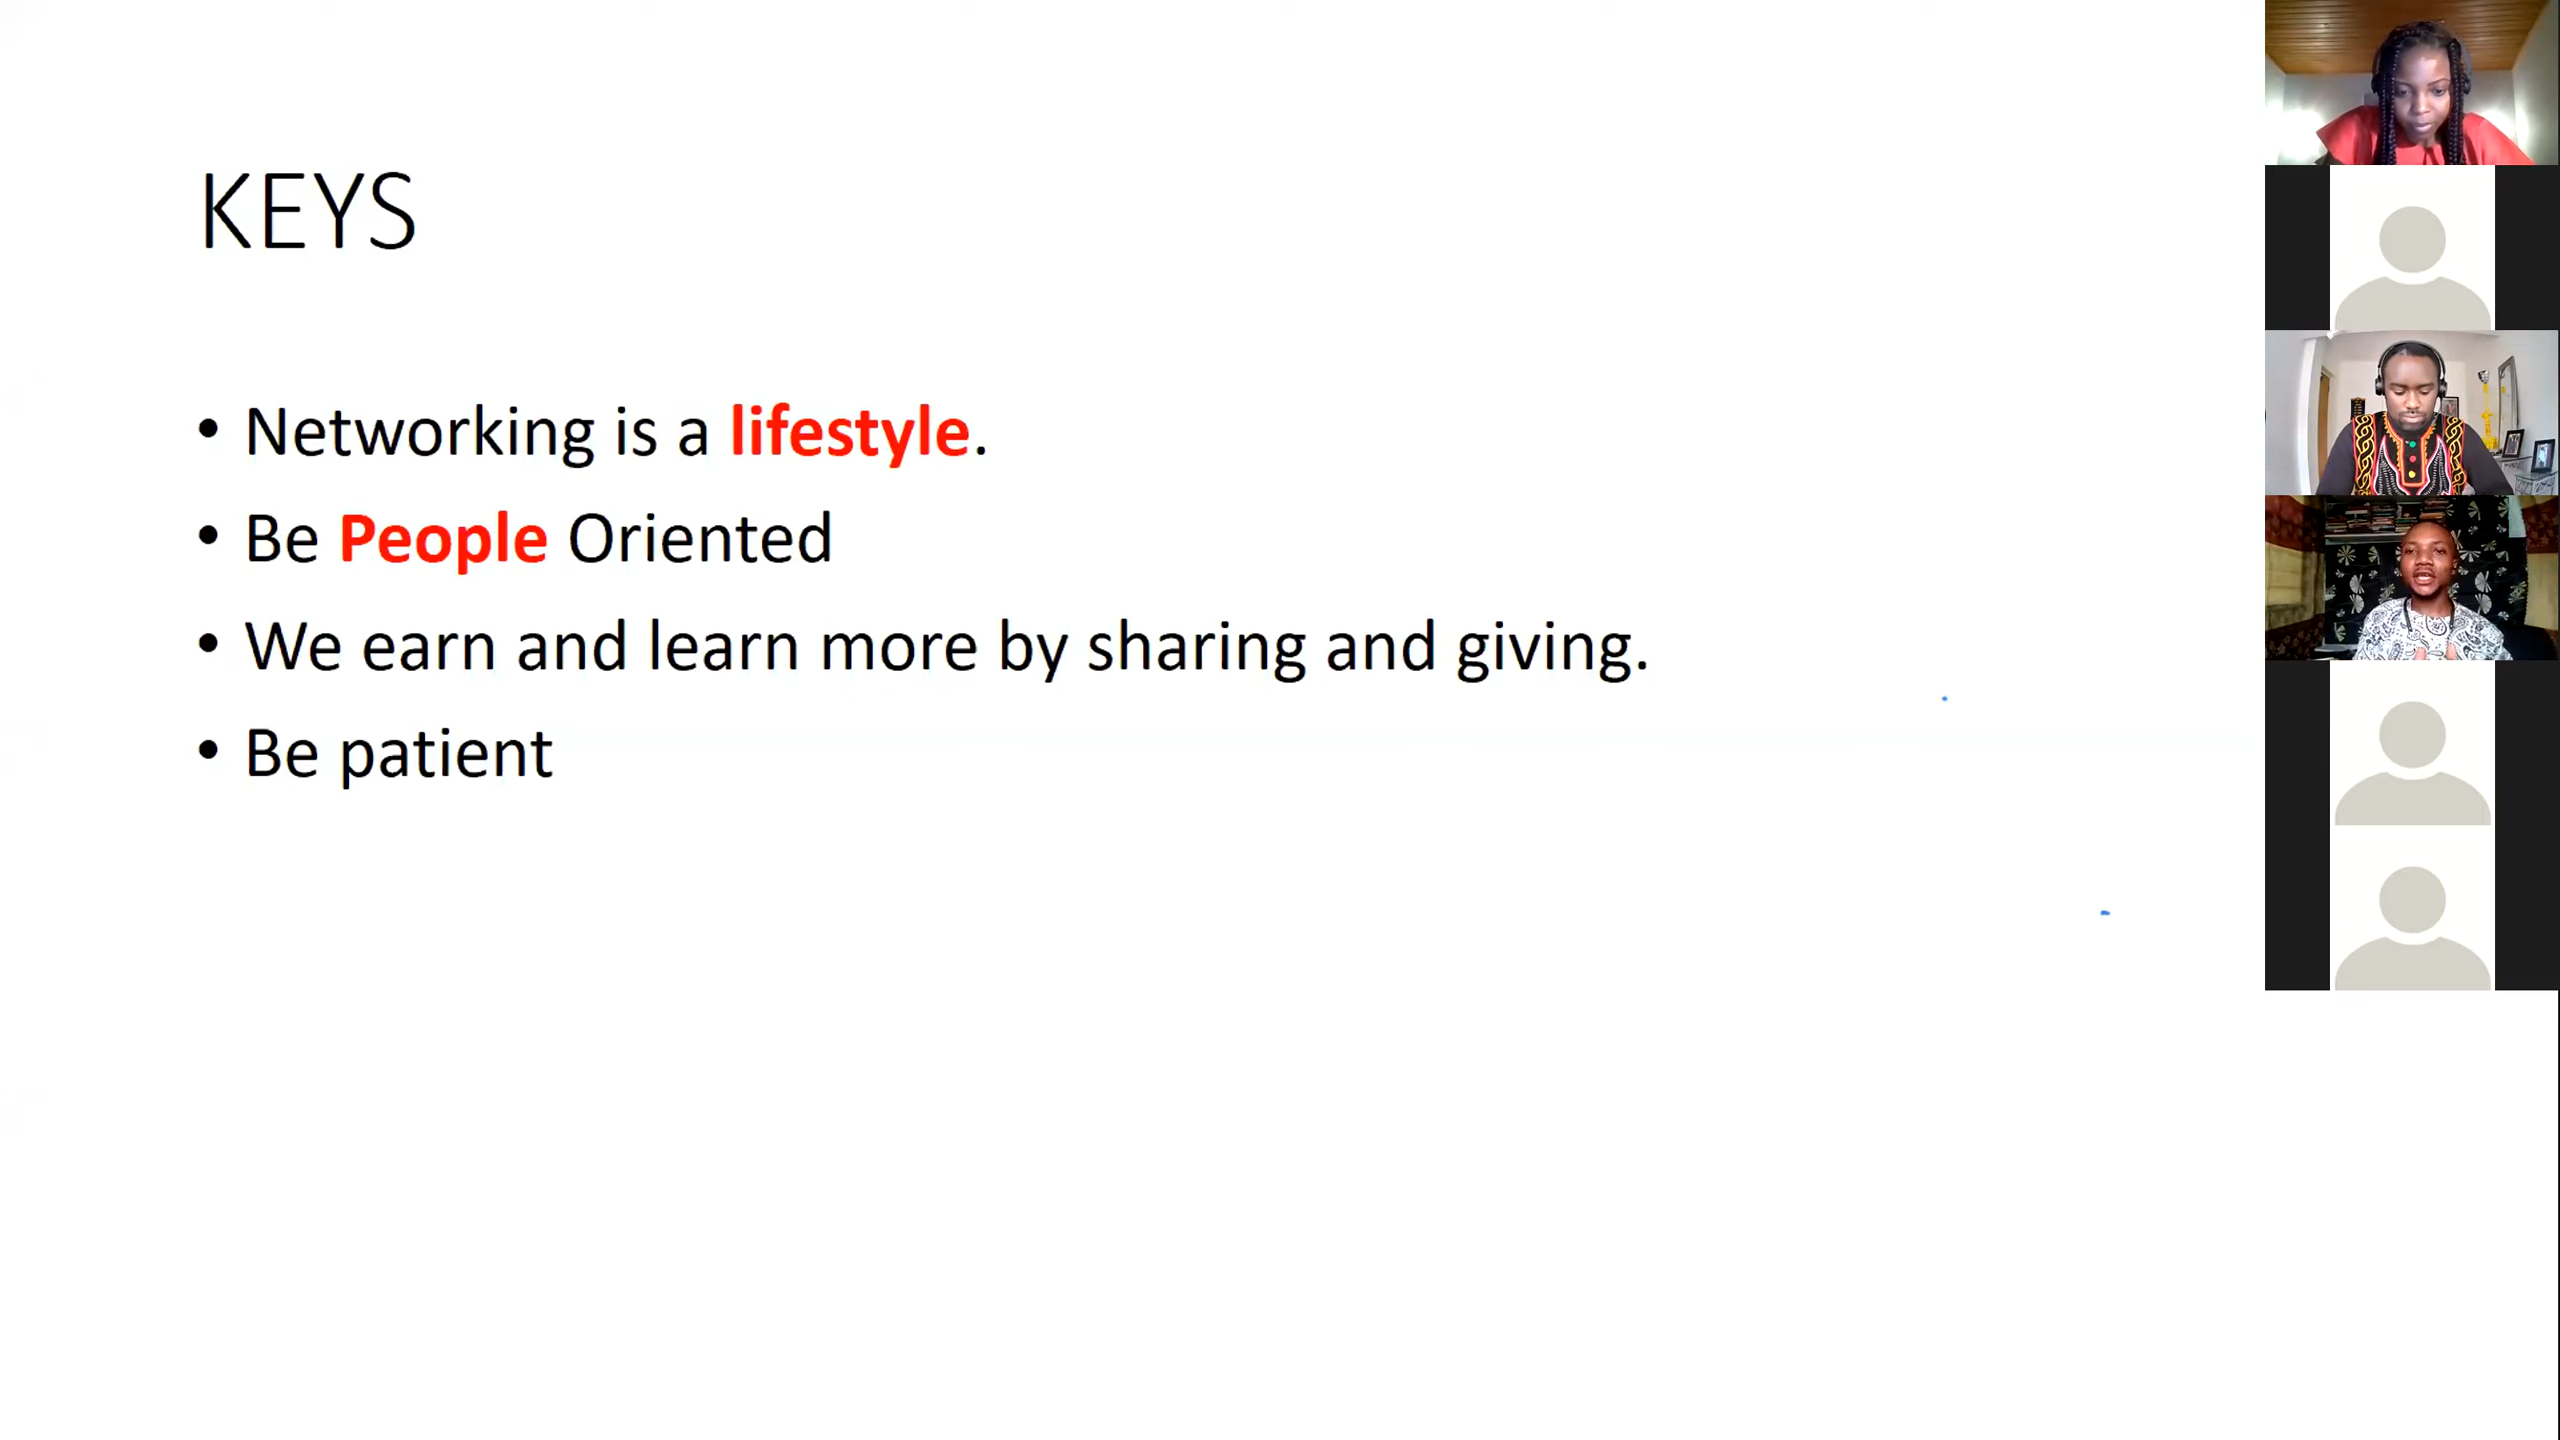 KEYS
• Networking is a lifestyle.
• Be People Oriented
• We earn and learn more by sharing and giving.
• Be patient